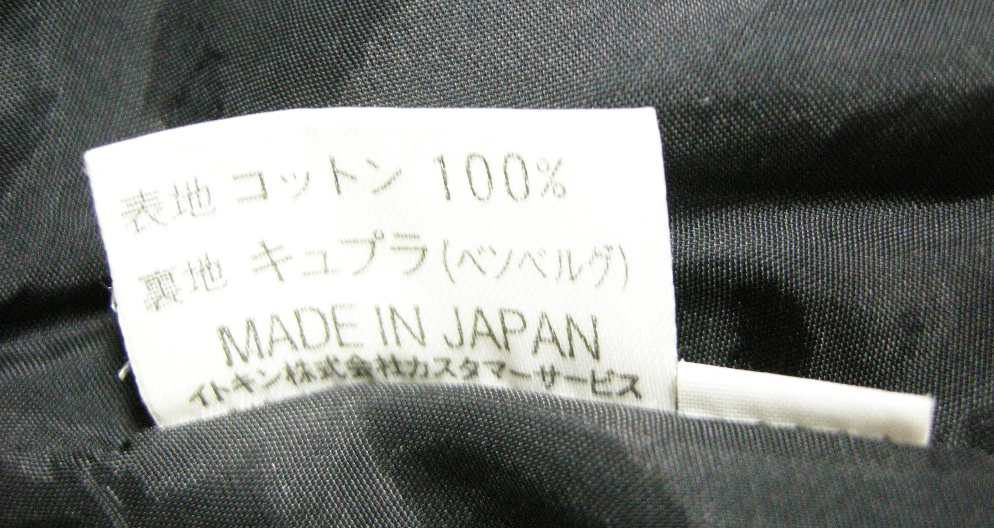 表地 コットン 100%
裏地 キュプラ(ベンベルグ)
MADE IN JAPAN
イトキン株式会社カスタマーサービス